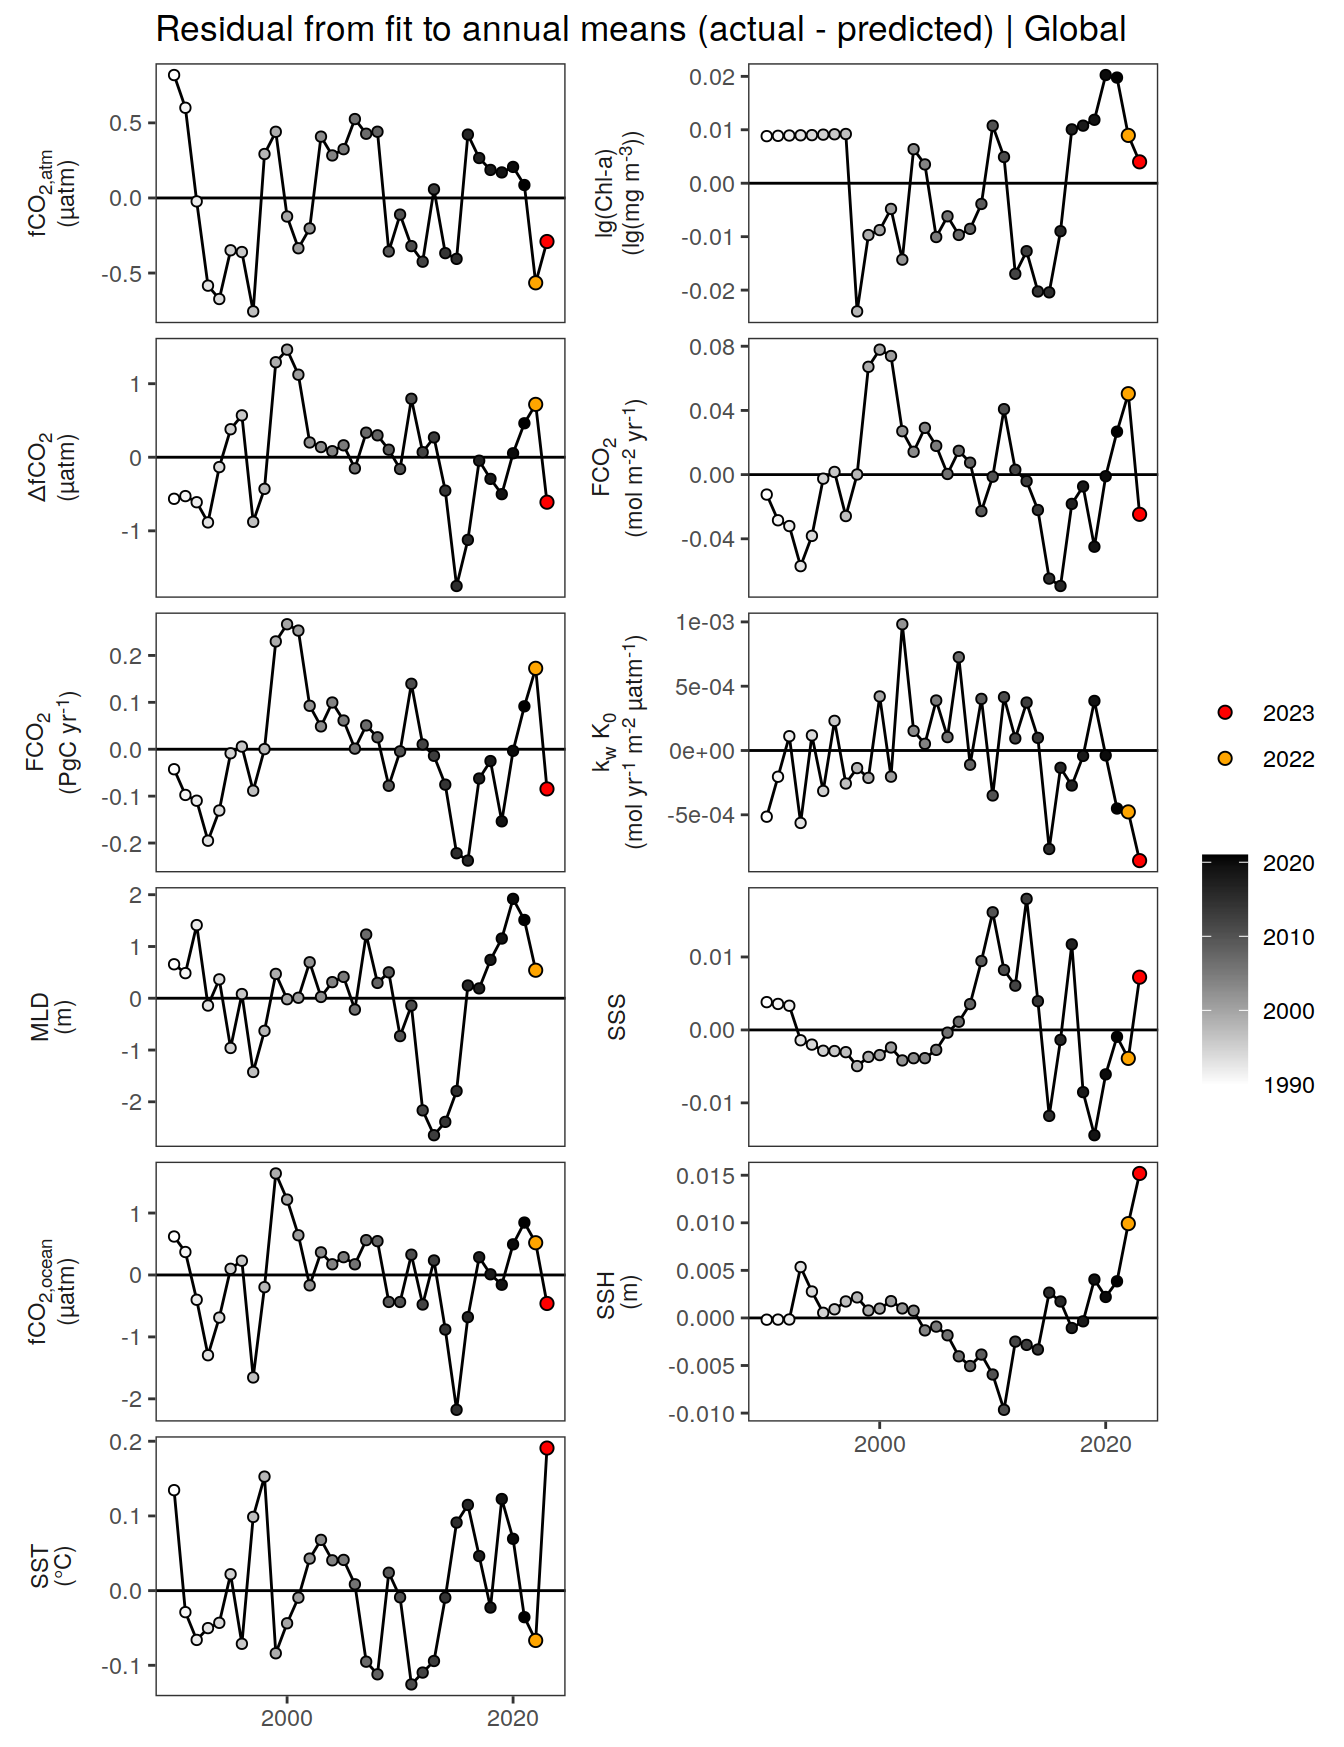 Residual from fit to annual means (actual - predicted) | Global
fCO2,atm
(µatm)
0.5
0.0
-0.5
lg(Chl-a)
(lg(mg m-3))
0.02
0.01
0.00
-0.01
-0.02
ΔfCO2
(µatm)
1
0
-1
FCO2
(mol m-2 yr-1)
0.08
0.04
0.00
-0.04
FCO2
(PgC yr-1)
0.2
0.1
0.0
-0.1
-0.2
kw K0
(mol yr-1 m-2 µatm-1)
1e-03
5e-04
0e+00
-5e-04
MLD
(m)
2
1
0
-1
-2
SSS
0.01
0.00
-0.01
fCO2,ocean
(µatm)
1
0
-1
-2
SSH
(m)
0.015
0.010
0.005
0.000
-0.005
-0.010
2000 2020
SST
(°C)
0.2
0.1
0.0
-0.1
2000 2020
2023
2022
2020
2010
2000
1990